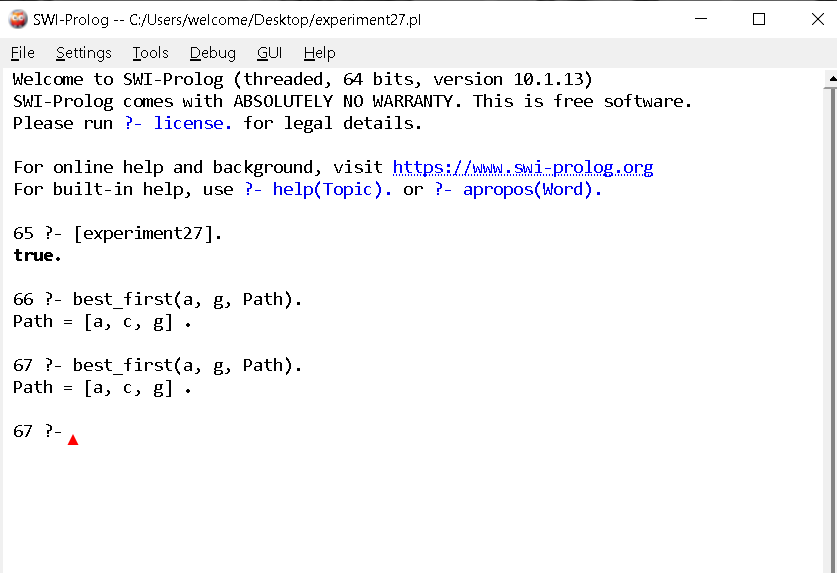 SWI-Prolog -- C:/Users/welcome/Desktop/experiment27.pl
File Settings Tools Debug GUI Help
Welcome to SWI-Prolog (threaded, 64 bits, version 10.1.13)
SWI-Prolog comes with ABSOLUTELY NO WARRANTY. This is free software.
Please run ?- license. for legal details.
For online help and background, visit https://www.swi-prolog.org
For built-in help, use ?- help(Topic). or ?- apropos(Word).
65 ?- [experiment27].
true.
66 ?- best_first(a, g, Path).
Path = [a, c, g] .
67 ?- best_first(a, g, Path).
Path = [a, c, g] .
67 ?-